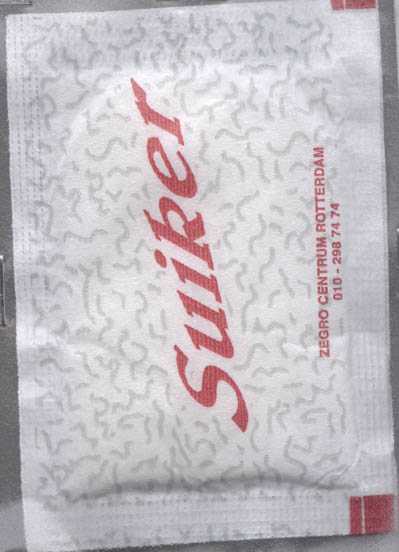 Suiker
ZEGRO CENTRUM ROTTERDAM
010 - 298 74 74